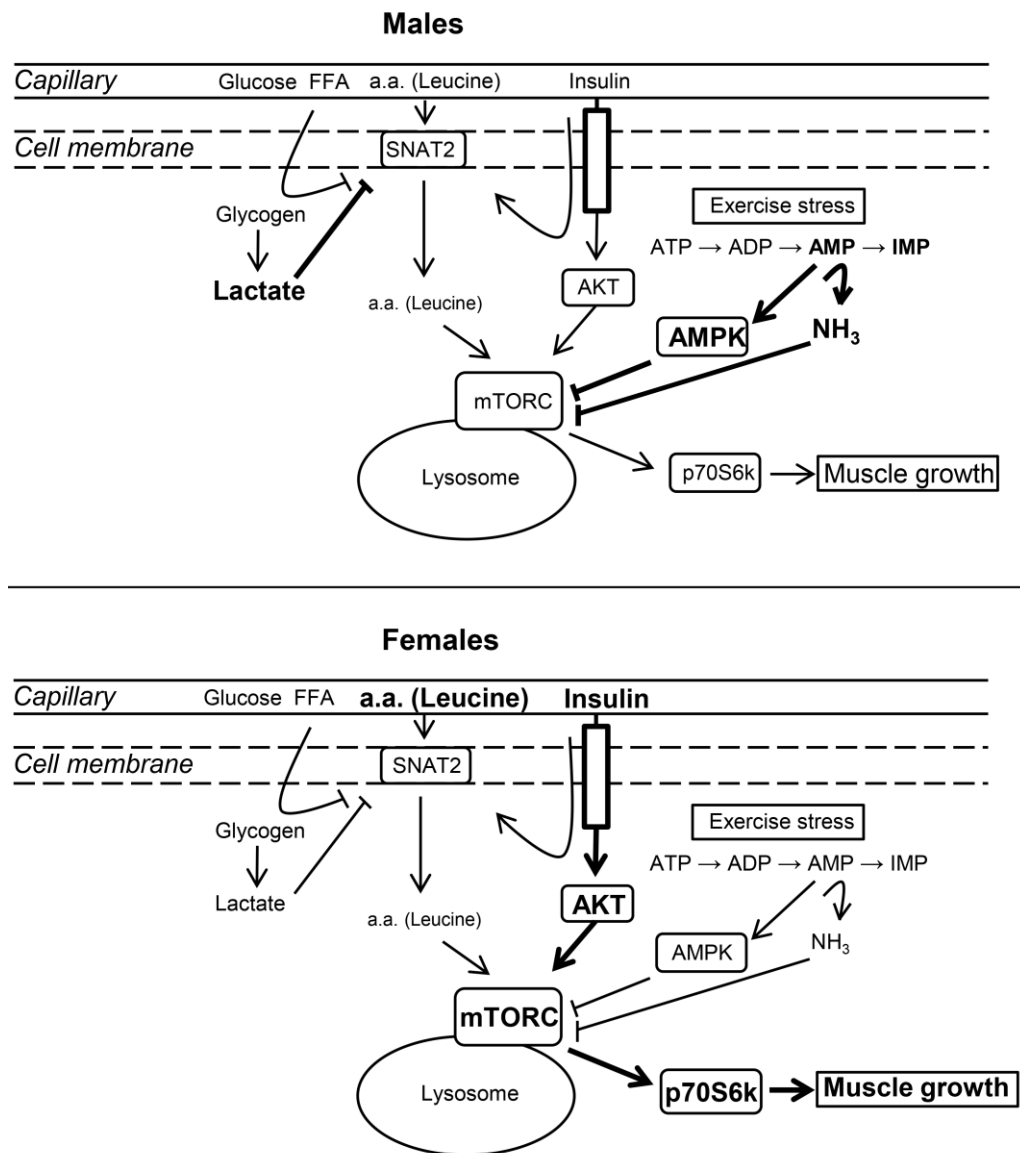 Males
Capillary Glucose FFA a.a. (Leucine) Insulin
Cell membrane SNAT2
Exercise stress
Glycogen
ATP → ADP → AMP → IMP
Lactate
AKT
a.a. (Leucine)
AMPK NH₃
mTORC
Lysosome p70S6k Muscle growth
Females
Capillary Glucose FFA a.a. (Leucine) Insulin
Cell membrane SNAT2
Exercise stress
Glycogen
ATP → ADP → AMP → IMP
Lactate AKT
a.a. (Leucine)
AMPK NH₃
mTORC
Lysosome p70S6k Muscle growth